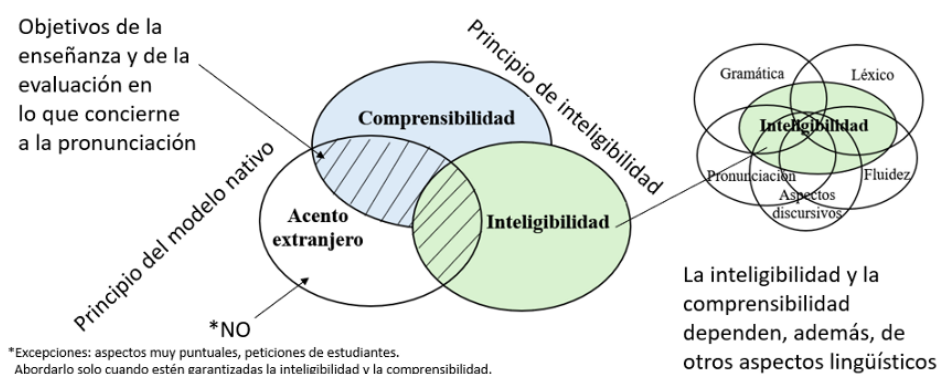 Objetivos de la
enseñanza y de la
evaluación en
lo que concierne
a la pronunciación
Principio del modelo nativo
Comprensibilidad
Principio de inteligibilidad
Acento
extranjero
Inteligibilidad
*NO
*Excepciones: aspectos muy puntuales, peticiones de estudiantes.
Abordarlo solo cuando estén garantizadas la inteligibilidad y la comprensibilidad.
Gramática
Léxico
Inteligibilidad
Pronunciación
Fluidez
Aspectos
discursivos
La inteligibilidad y la
comprensibilidad
dependen, además, de
otros aspectos lingüísticos